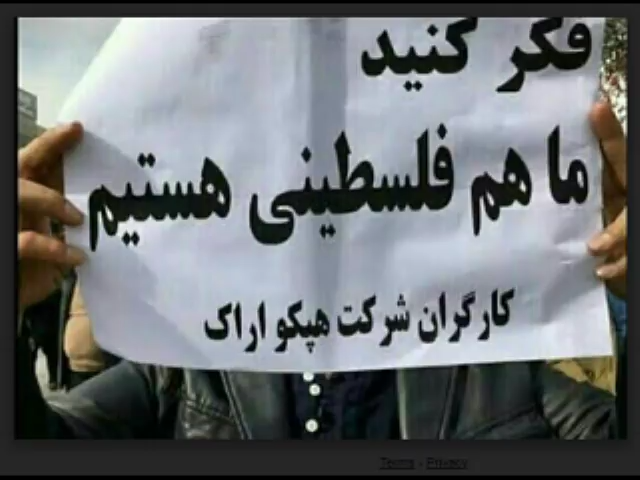 فکر کنید
ما هم فلسطینی هستیم
کارگران شرکت هپکو اراک
Terms - Privacy